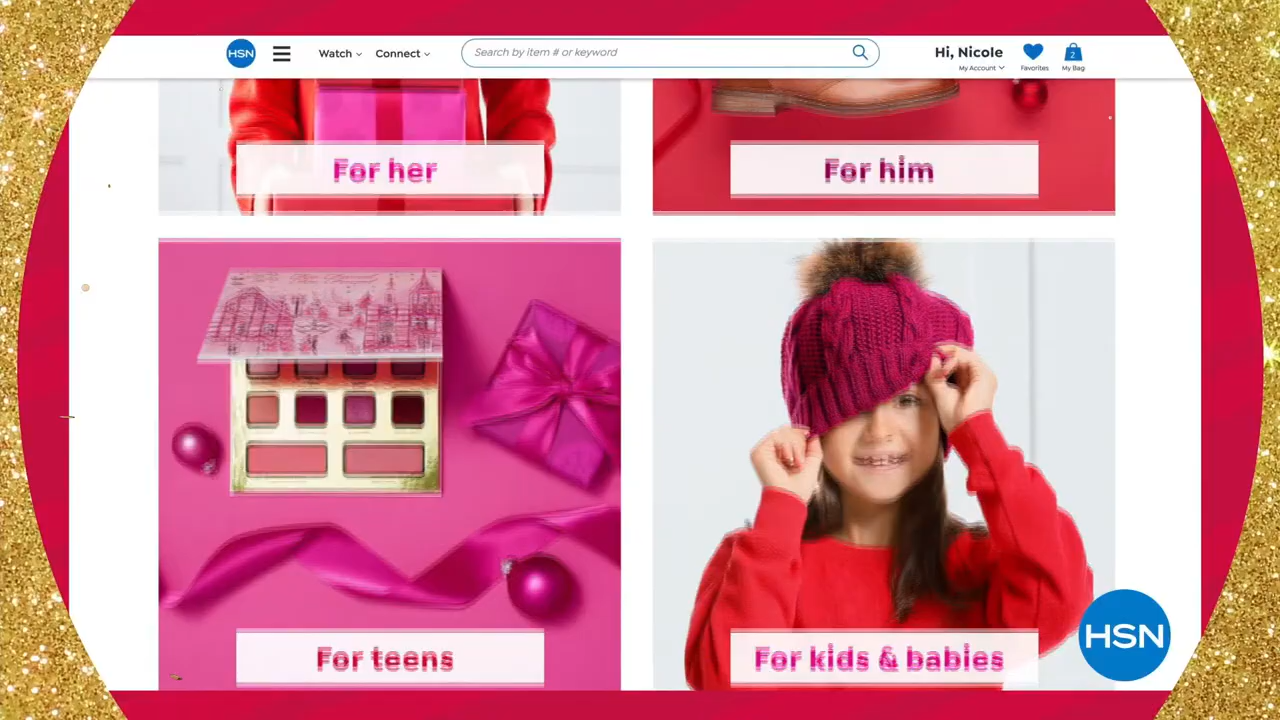 HSN
Watch
Connect
Search by item # or keyword
Hi, Nicole
My Account
Favorites
2
My Bag
For her
For him
For teens
For kids & babies
HSN